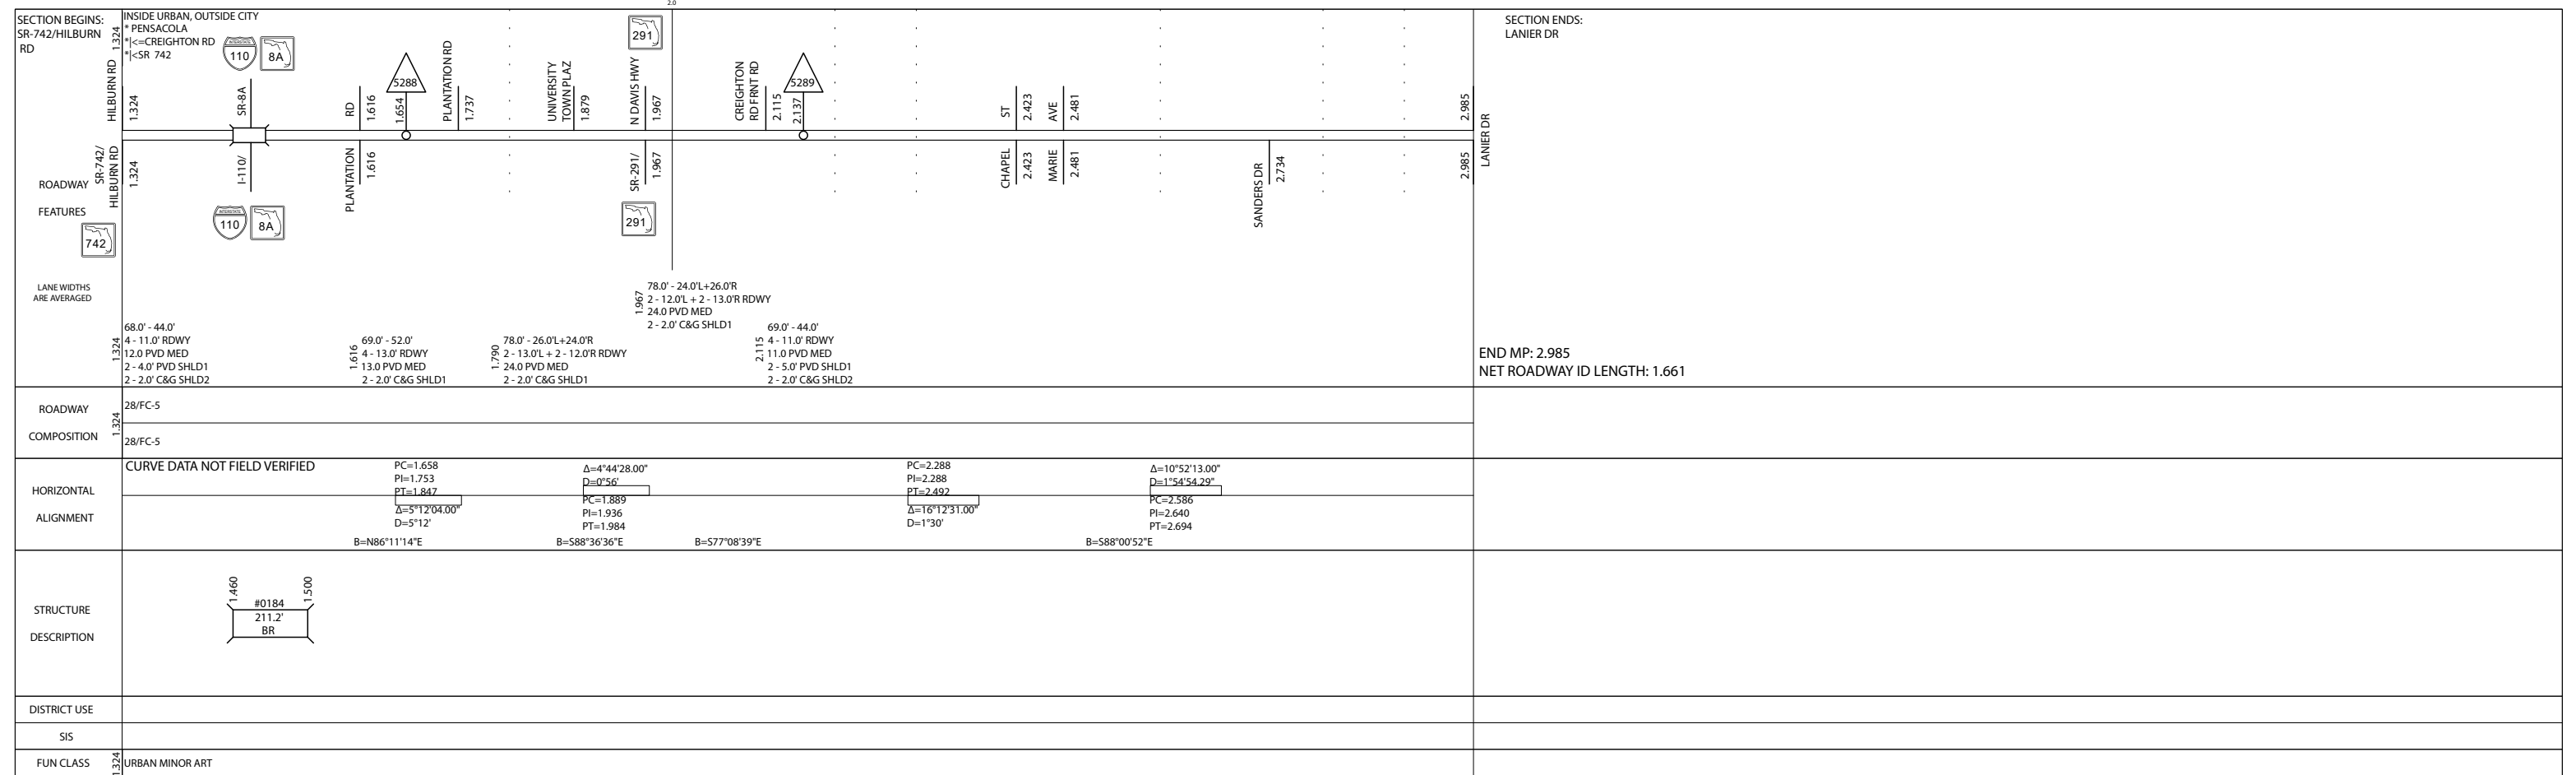 2.0
SECTION BEGINS:
SR-742/HILBURN
RD
1.324
INSIDE URBAN, OUTSIDE CITY
* PENSACOLA
*|<=CREIGHTON RD
*|<SR 742
INTERSTATE
110
8A
291
SECTION ENDS:
LANIER DR
HILBURN RD
1.324
SR-8A
RD
1.616
5288
1.654
PLANTATION RD
1.737
UNIVERSITY
TOWN PLAZ
1.879
N DAVIS HWY
1.967
CREIGHTON
RD FRNT RD
2.115
5289
2.137
ST
2.423
AVE
2.481
2.985
LANIER DR
ROADWAY
FEATURES
SR-742/
HILBURN RD
1.324
I-110/
PLANTATION
1.616
SR-291/
1.967
CHAPEL
2.423
MARIE
2.481
SANDERS DR
2.734
2.985
742
INTERSTATE
110
8A
291
LANE WIDTHS
ARE AVERAGED
1.324
68.0' - 44.0'
4 - 11.0' RDWY
12.0 PVD MED
2 - 4.0' PVD SHLD1
2 - 2.0' C&G SHLD2
1.616
69.0' - 52.0'
4 - 13.0' RDWY
13.0 PVD MED
2 - 2.0' C&G SHLD1
1.790
78.0' - 26.0'L+24.0'R
2 - 13.0'L + 2 - 12.0'R RDWY
24.0 PVD MED
2 - 2.0' C&G SHLD1
1.967
78.0' - 24.0'L+26.0'R
2 - 12.0'L + 2 - 13.0'R RDWY
24.0 PVD MED
2 - 2.0' C&G SHLD1
2.115
69.0' - 44.0'
4 - 11.0' RDWY
11.0 PVD MED
2 - 5.0' PVD SHLD1
2 - 2.0' C&G SHLD2
END MP: 2.985
NET ROADWAY ID LENGTH: 1.661
ROADWAY
COMPOSITION
1.324
28/FC-5
28/FC-5
HORIZONTAL
ALIGNMENT
CURVE DATA NOT FIELD VERIFIED
PC=1.658
PI=1.753
PT=1.847
Δ=5°12'04.00"
D=5°12'
Δ=4°44'28.00"
D=0°56'
PC=1.889
PI=1.936
PT=1.984
PC=2.288
PI=2.288
PT=2.492
Δ=16°12'31.00"
D=1°30'
Δ=10°52'13.00"
D=1°54'54.29"
PC=2.586
PI=2.640
PT=2.694
B=N86°11'14"E
B=S88°36'36"E
B=S77°08'39"E
B=S88°00'52"E
STRUCTURE
DESCRIPTION
1.460
1.500
#0184
211.2'
BR
DISTRICT USE
SIS
FUN CLASS
1.324
URBAN MINOR ART